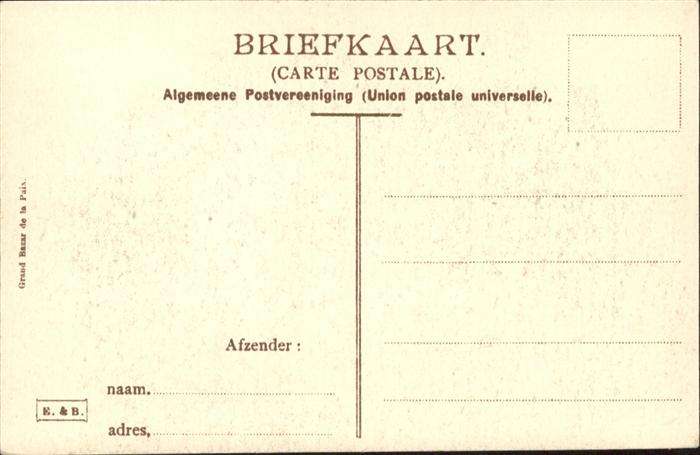 BRIEFKAART.
(CARTE POSTALE).
Algemeene Postvereeniging (Union postale universelle).
Grand Bazar de la Paix.
Afzender :
naam.
E. & B.
adres,